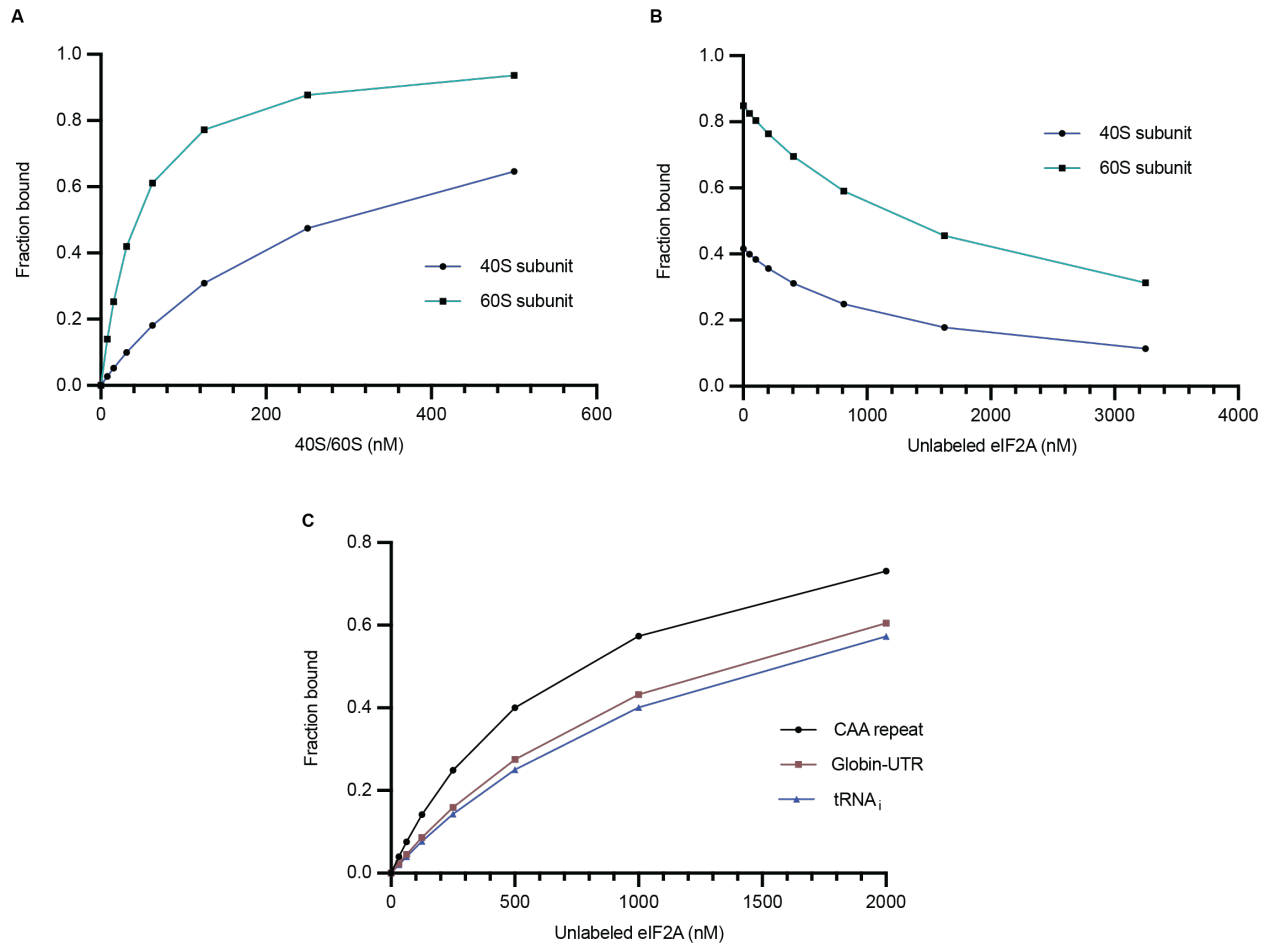 A
1.0
0.8
0.6
0.4
0.2
0.0
Fraction bound
0
200
400
600
40S/60S (nM)
40S subunit
60S subunit
B
1.0
0.8
0.6
0.4
0.2
0.0
Fraction bound
0
1000
2000
3000
4000
Unlabeled eIF2A (nM)
40S subunit
60S subunit
C
0.8
0.6
0.4
0.2
0.0
Fraction bound
0
500
1000
1500
2000
Unlabeled eIF2A (nM)
CAA repeat
Globin-UTR
tRNAi